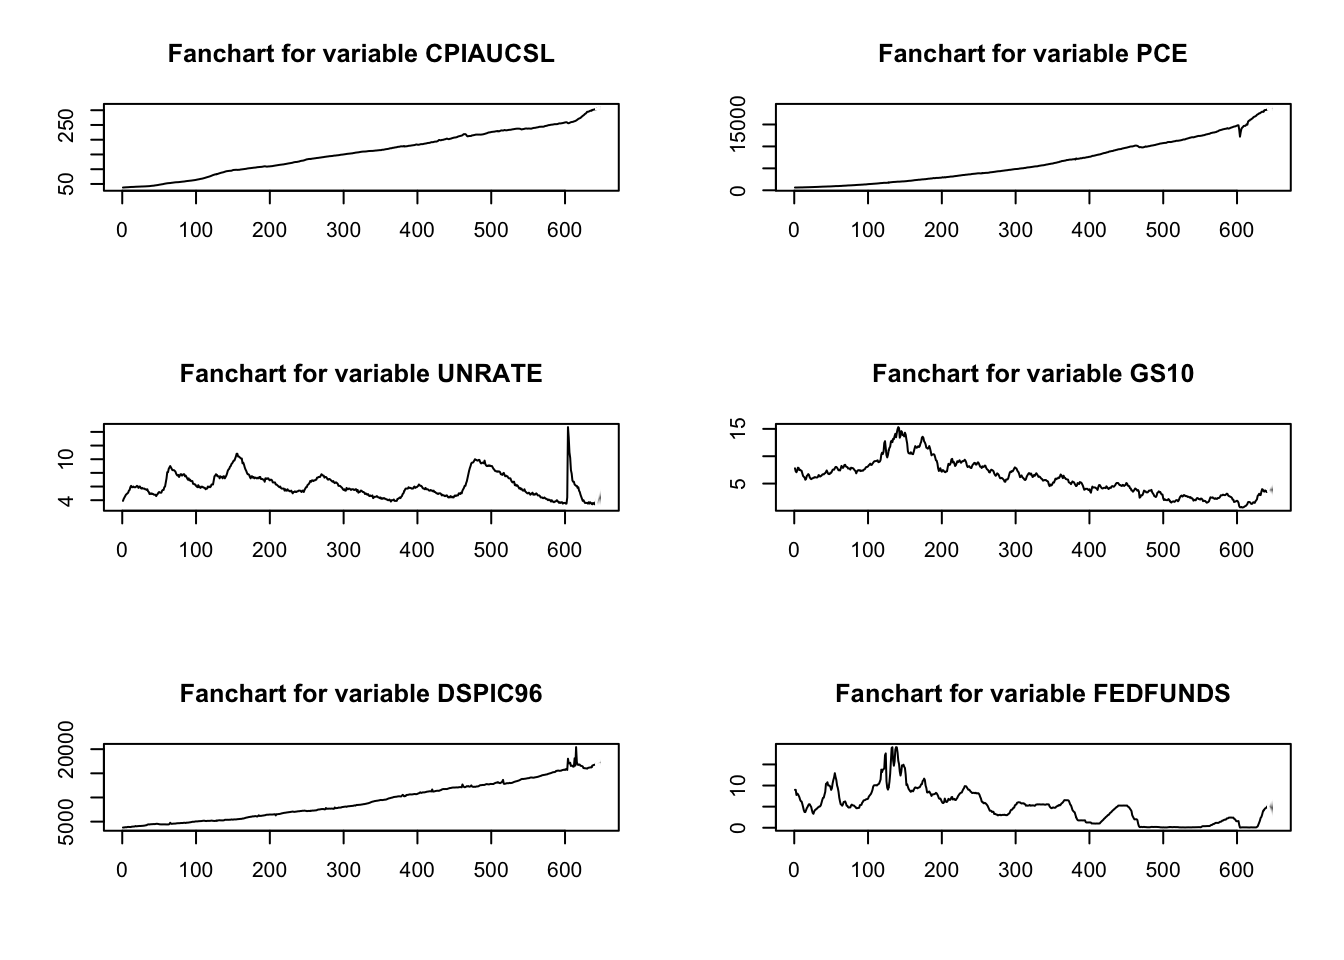 Fanchart for variable CPIAUCSL
250
50
0 100 200 300 400 500 600
Fanchart for variable PCE
15000
0
0 100 200 300 400 500 600
Fanchart for variable UNRATE
10
4
0 100 200 300 400 500 600
Fanchart for variable GS10
15
5
0 100 200 300 400 500 600
Fanchart for variable DSPIC96
20000
5000
0 100 200 300 400 500 600
Fanchart for variable FEDFUNDS
10
0
0 100 200 300 400 500 600